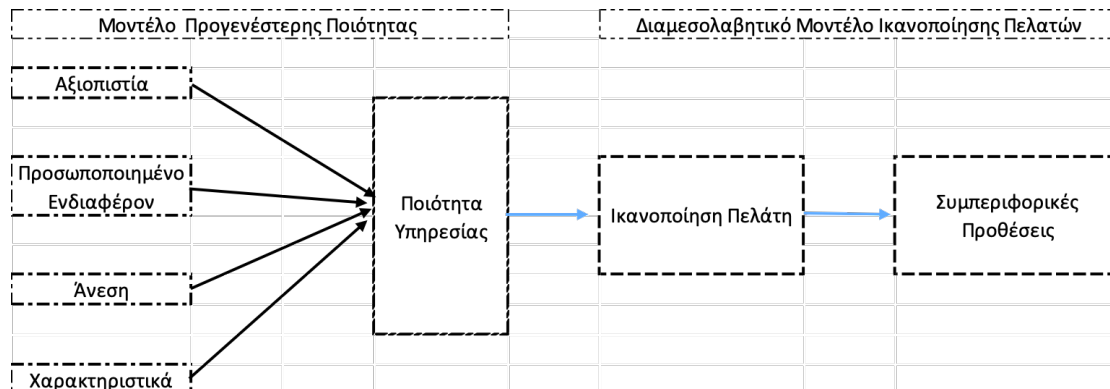 Μοντέλο Προγενέστερης Ποιότητας
Διαμεσολαβητικό Μοντέλο Ικανοποίησης Πελατών
Αξιοπιστία
Προσωποποιημένο
Ενδιαφέρον
Άνεση
Χαρακτηριστικά
Ποιότητα
Υπηρεσίας
Ικανοποίηση Πελάτη
Συμπεριφορικές
Προθέσεις